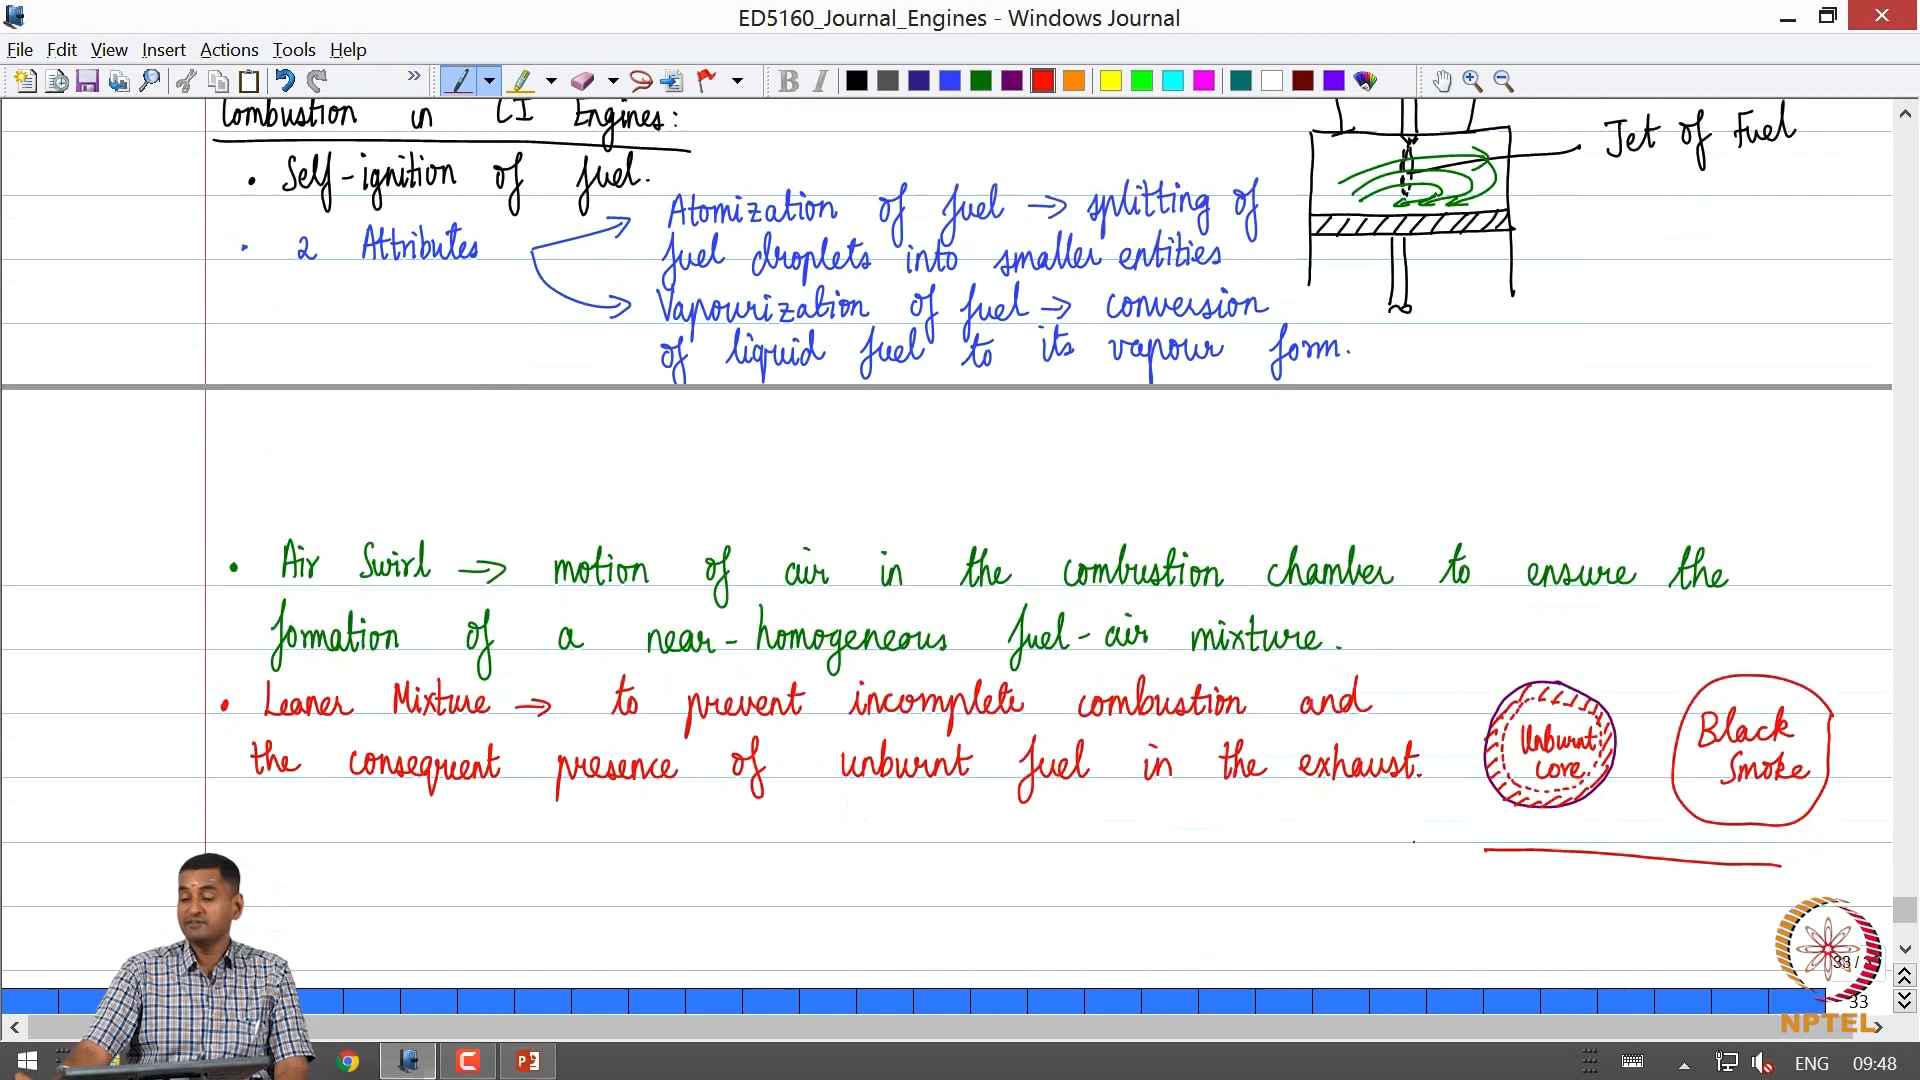 ED5160_Journal_Engines - Windows Journal
File Edit View Insert Actions Tools Help
B I
Combustion in CI Engines:
• Self-ignition of fuel.
• 2 Attributes
Atomization of fuel → splitting of
fuel droplets into smaller entities
Vapourization of fuel → conversion
of liquid fuel to its vapour form.
Jet of Fuel
• Air Swirl → motion of air in the combustion chamber to ensure the
formation of a near-homogeneous fuel-air mixture.
• Leaner Mixture → to prevent incomplete combustion and
the consequent presence of unburnt fuel in the exhaust.
Unburnt
core.
Black
Smoke
33 / 3
33
NPTEL
ENG 09:48